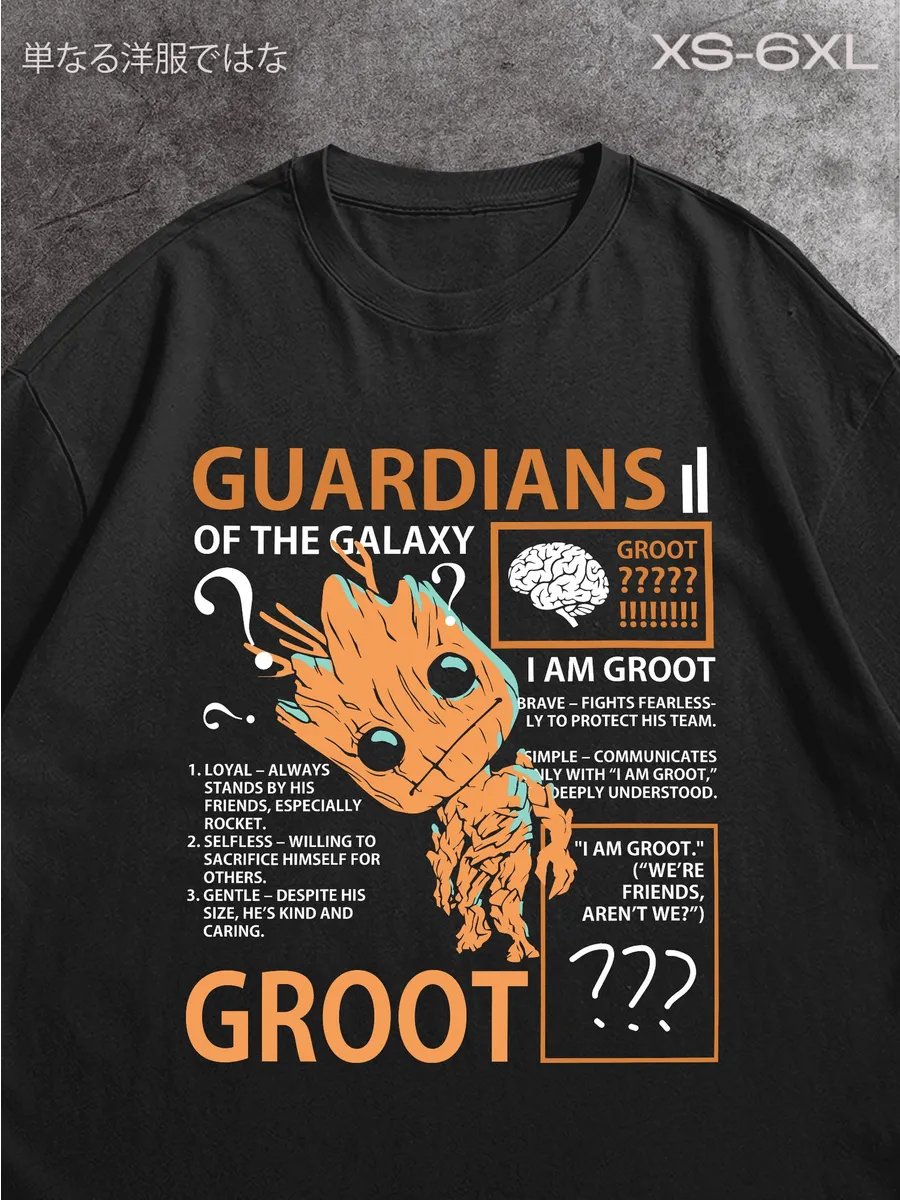 単なる洋服ではな
XS-6XL
GUARDIANS
OF THE GALAXY
?
?
?
GROOT
?????
!!!!!!!!
I AM GROOT
BRAVE – FIGHTS FEARLESS-
LY TO PROTECT HIS TEAM.
SIMPLE – COMMUNICATES
ONLY WITH “I AM GROOT,”
DEEPLY UNDERSTOOD.
1. LOYAL – ALWAYS
STANDS BY HIS
FRIENDS, ESPECIALLY
ROCKET.
2. SELFLESS – WILLING TO
SACRIFICE HIMSELF FOR
OTHERS.
3. GENTLE – DESPITE HIS
SIZE, HE’S KIND AND
CARING.
"I AM GROOT."
(“WE’RE
FRIENDS,
AREN’T WE?”)
???
GROOT